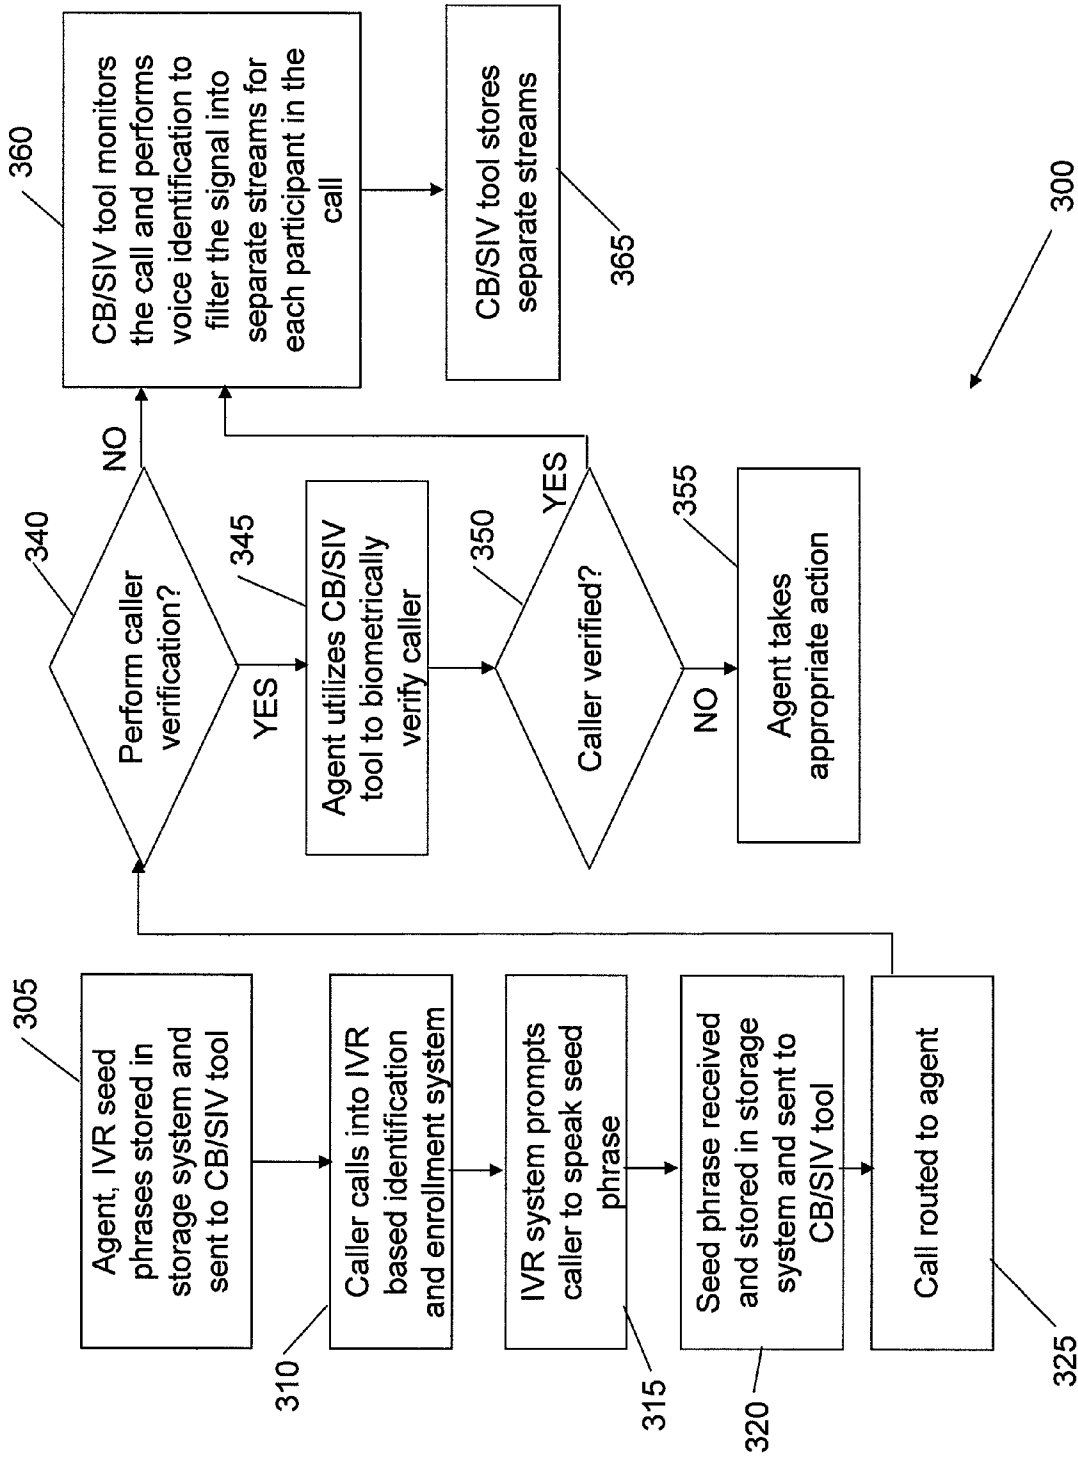 305
Agent, IVR seed
phrases stored in
storage system and
sent to CB/SIV tool
310
Caller calls into IVR
based identification
and enrollment system
315
IVR system prompts
caller to speak seed
phrase
320
Seed phrase received
and stored in storage
system and sent to
CB/SIV tool
325
Call routed to agent
340
Perform caller
verification?
NO
YES
345
Agent utilizes CB/SIV
tool to biometrically
verify caller
350
Caller verified?
YES
NO
355
Agent takes
appropriate action
360
CB/SIV tool monitors
the call and performs
voice identification to
filter the signal into
separate streams for
each participant in the
call
365
CB/SIV tool stores
separate streams
300